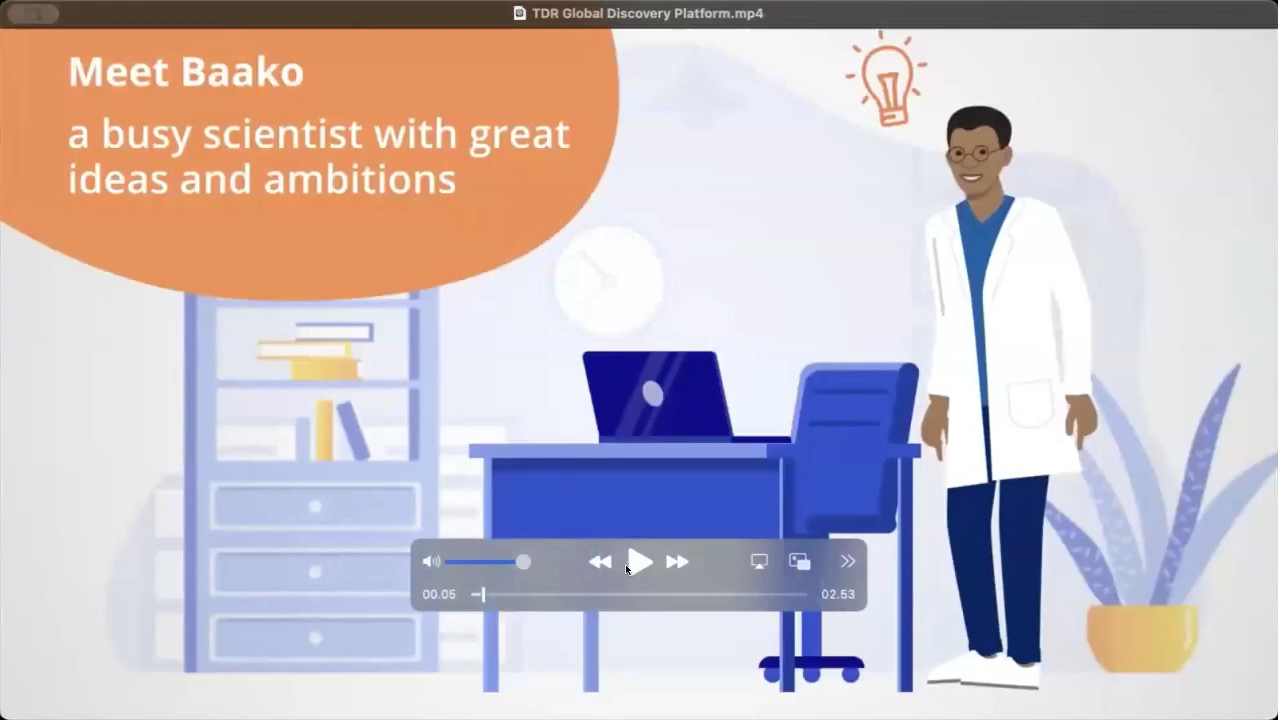 TDR Global Discovery Platform.mp4
Meet Baako
a busy scientist with great
ideas and ambitions
00.05
02.53